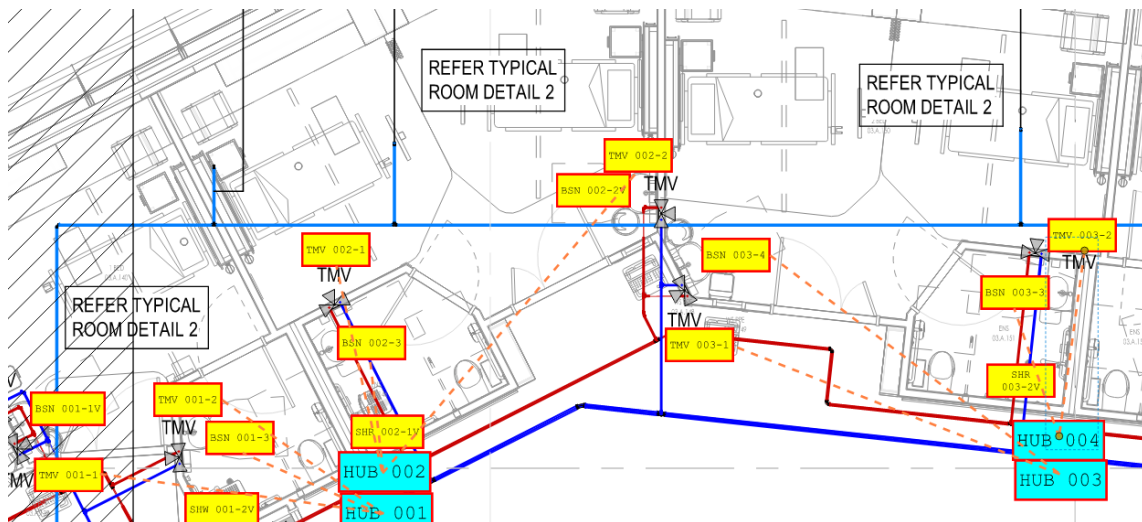 REFER TYPICAL
ROOM DETAIL 2
REFER TYPICAL
ROOM DETAIL 2
TMV 002-2
TMV
BSN 002-2V
TMV 002-1
TMV
TMV 003-2
TMV
BSN 003-4
BSN 003-3
REFER TYPICAL
ROOM DETAIL 2
TMV
TMV 003-1
BSN 002-3
SHR
003-2V
TMV 001-2
TMV
BSN 001-1V
BSN 001-3
SHR 002-1V
HUB 004
TMV 001-1
HUB 002
HUB 003
SHW 001-2V
HUB 001